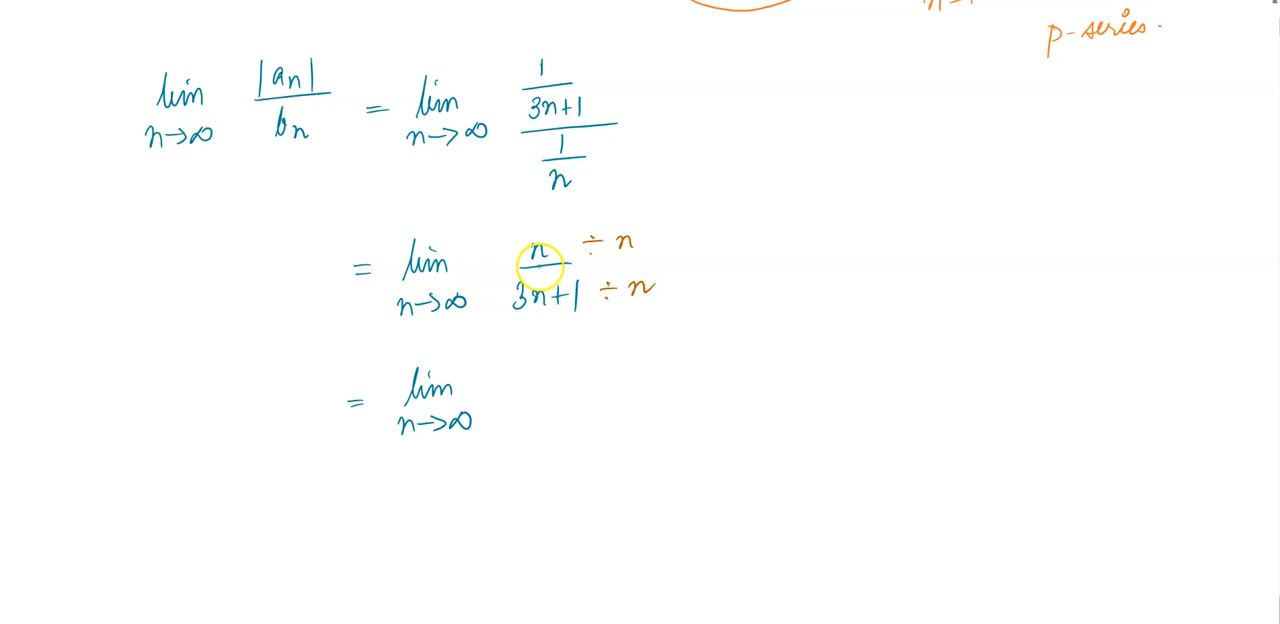 p-series.
lim n→∞ |an|/bn = lim n→∞ (1/(3n+1))/(1/n)
= lim n→∞ n ÷ n / 3n+1 ÷ n
= lim n→∞